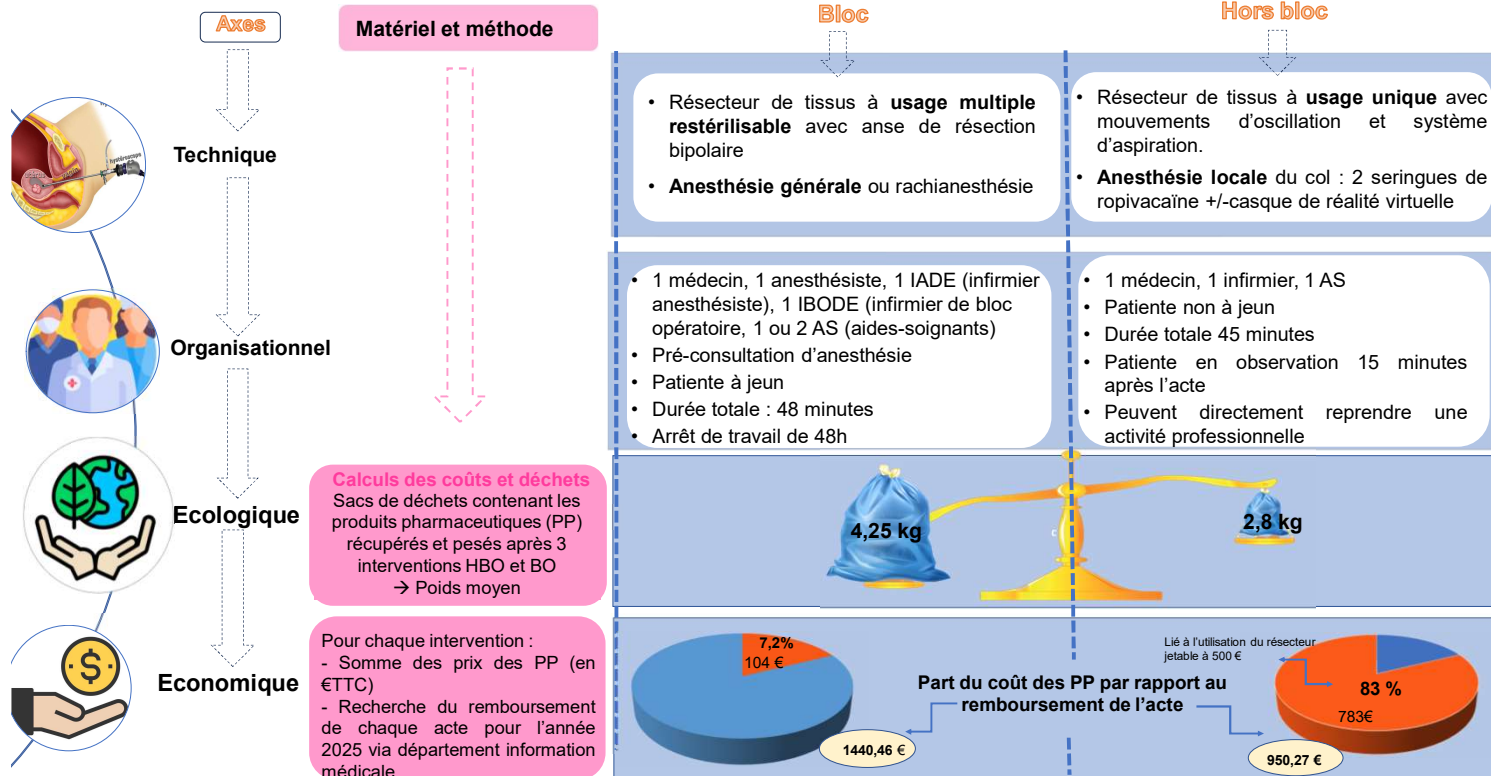 Axes
Matériel et méthode
Bloc
Hors bloc
hystéroscope
Technique
• Résecteur de tissus à usage multiple
restérilisable avec anse de résection
bipolaire
• Anesthésie générale ou rachianesthésie
• Résecteur de tissus à usage unique avec
mouvements d'oscillation et système
d'aspiration.
• Anesthésie locale du col : 2 seringues de
ropivacaïne +/-casque de réalité virtuelle
Organisationnel
• 1 médecin, 1 anesthésiste, 1 IADE (infirmier
anesthésiste), 1 IBODE (infirmier de bloc
opératoire, 1 ou 2 AS (aides-soignants)
• Pré-consultation d'anesthésie
• Patiente à jeun
• Durée totale : 48 minutes
• Arrêt de travail de 48h
• 1 médecin, 1 infirmier, 1 AS
• Patiente non à jeun
• Durée totale 45 minutes
• Patiente en observation 15 minutes
après l'acte
• Peuvent directement reprendre une
activité professionnelle
Ecologique
Calculs des coûts et déchets
Sacs de déchets contenant les
produits pharmaceutiques (PP)
récupérés et pesés après 3
interventions HBO et BO
→ Poids moyen
4,25 kg
2,8 kg
Economique
Pour chaque intervention :
- Somme des prix des PP (en
€TTC)
- Recherche du remboursement
de chaque acte pour l'année
2025 via département information
médicale
7,2%
104 €
1440,46 €
Part du coût des PP par rapport au
remboursement de l'acte
Lié à l'utilisation du résecteur
jetable à 500 €
83 %
783€
950,27 €